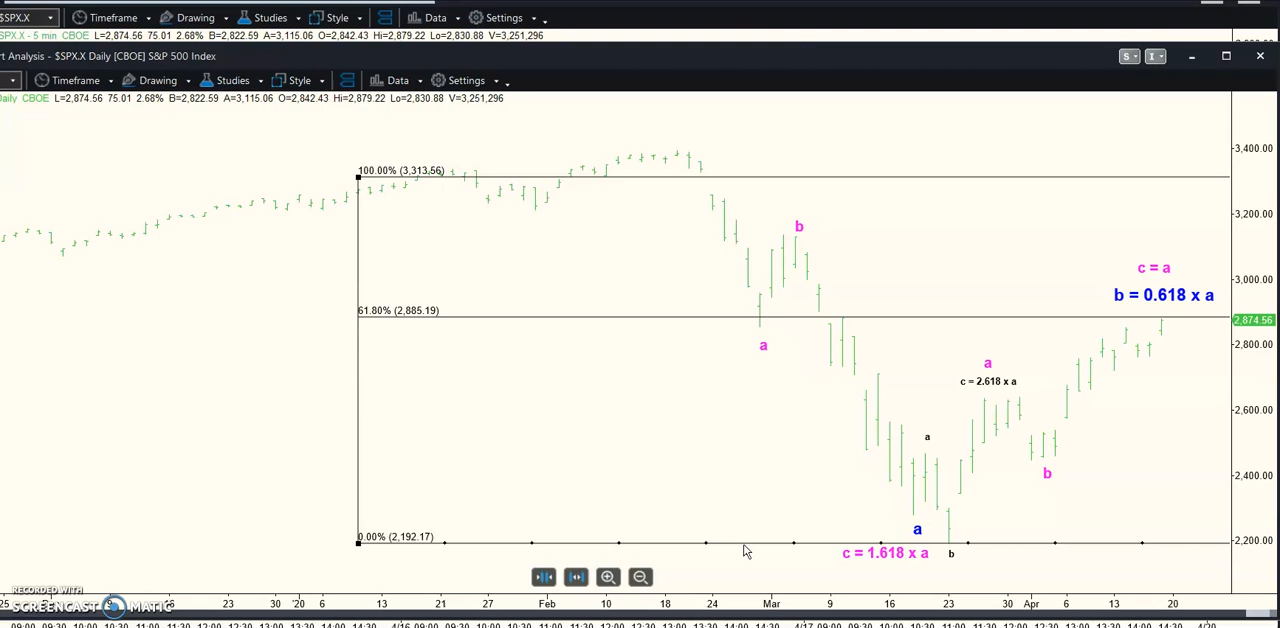 $SPX.X Timeframe Drawing Studies Style Data Settings
SPX.X - 5 min CBOE L=2,874.56 75.01 2.68% B=2,822.59 A=3,115.06 O=2,842.43 Hi=2,879.22 Lo=2,830.88 V=3,251,296
rt Analysis - $SPX.X Daily [CBOE] S&P 500 Index S I
Timeframe Drawing Studies Style Data Settings
Daily CBOE L=2,874.56 75.01 2.68% B=2,822.59 A=3,115.06 O=2,842.43 Hi=2,879.22 Lo=2,830.88 V=3,251,296
3,400.00
100.00% (3,313.56)
3,200.00
b
c = a
3,000.00
b = 0.618 x a
61.80% (2,885.19)
2,874.56
a
2,800.00
a
c = 2.618 x a
2,600.00
a
b
2,400.00
a
0.00% (2,192.17)
2,200.00
c = 1.618 x a
b
RECORDED WITH
SCREENCAST MATIC
25 9 16 23 30 '20 6 13 21 27 Feb 10 18 24 Mar 9 16 23 30 Apr 6 13 20